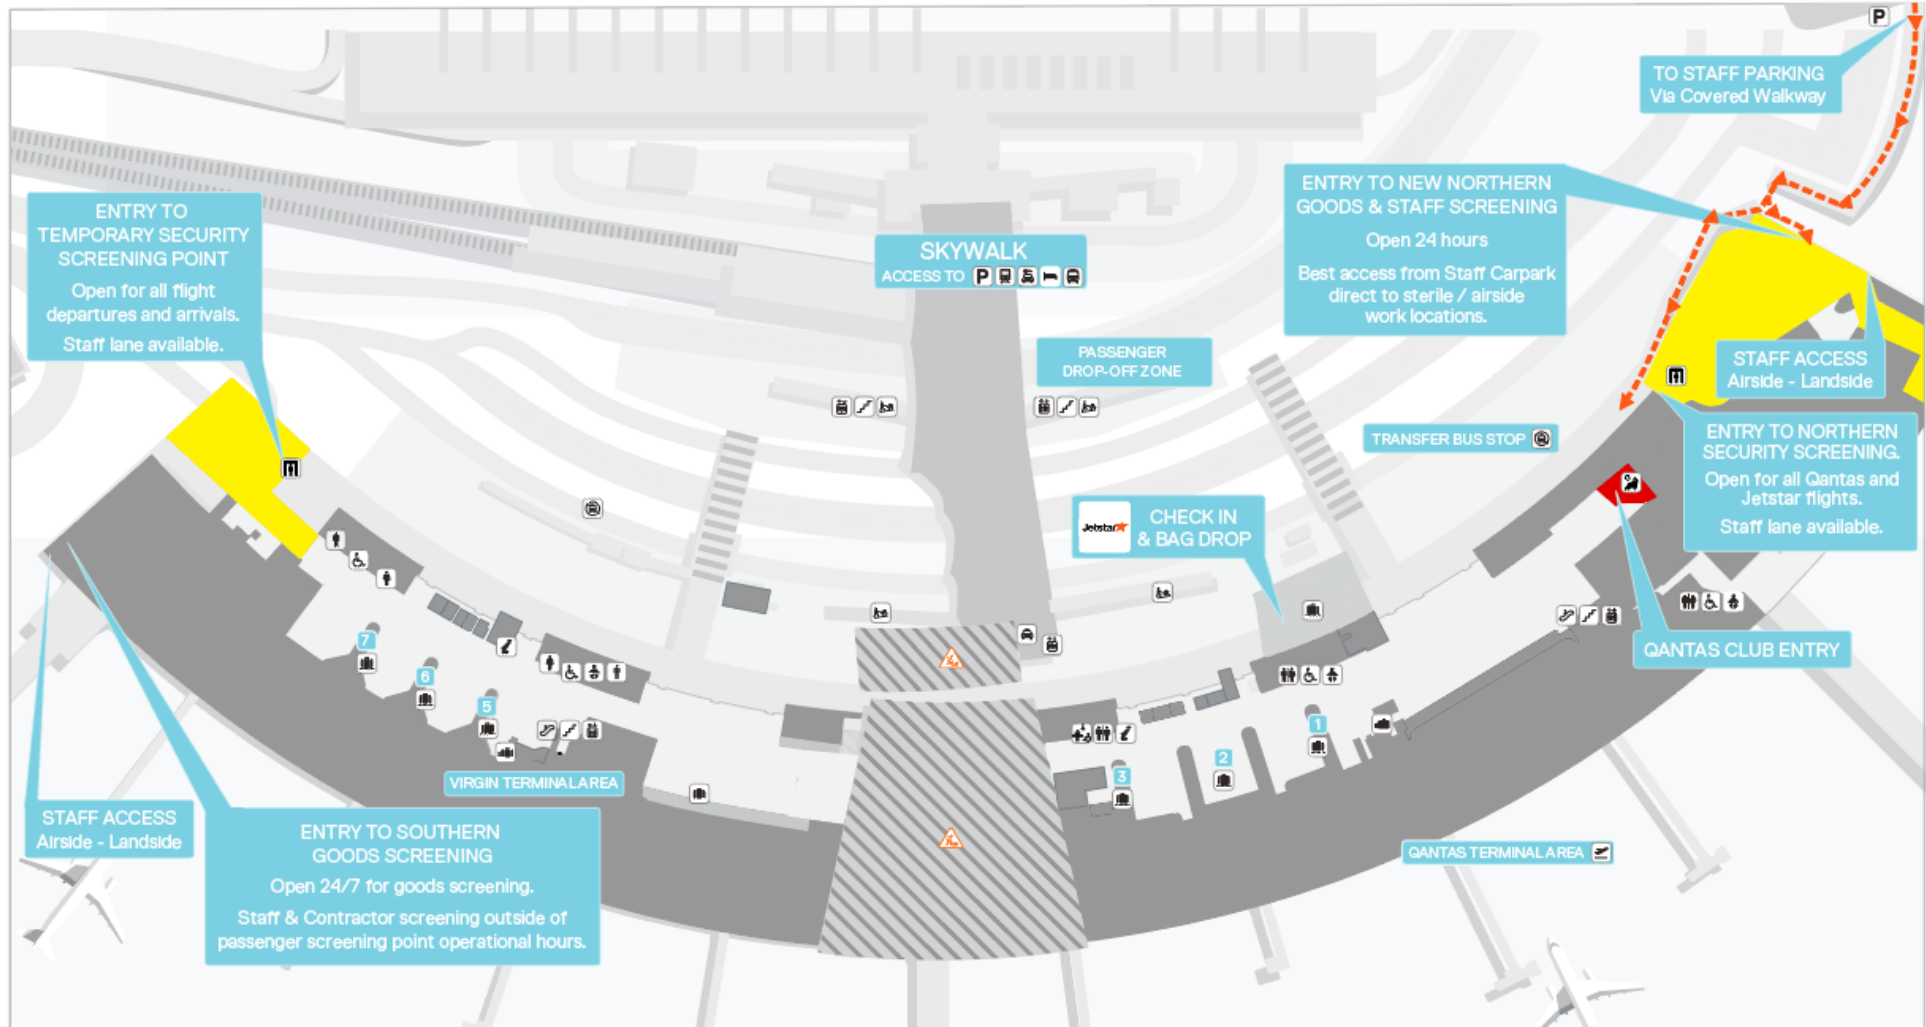 P
TO STAFF PARKING
Via Covered Walkway
ENTRY TO
TEMPORARY SECURITY
SCREENING POINT
Open for all flight
departures and arrivals.
Staff lane available.
SKYWALK
ACCESS TO P
ENTRY TO NEW NORTHERN
GOODS & STAFF SCREENING
Open 24 hours
Best access from Staff Carpark
direct to sterile / airside
work locations.
PASSENGER
DROP-OFF ZONE
STAFF ACCESS
Airside - Landside
TRANSFER BUS STOP
ENTRY TO NORTHERN
SECURITY SCREENING.
Open for all Qantas and
Jetstar flights.
Staff lane available.
Jetstar
CHECK IN
& BAG DROP
QANTAS CLUB ENTRY
7
6
5
1
2
3
VIRGIN TERMINAL AREA
STAFF ACCESS
Airside - Landside
ENTRY TO SOUTHERN
GOODS SCREENING
Open 24/7 for goods screening.
Staff & Contractor screening outside of
passenger screening point operational hours.
QANTAS TERMINAL AREA